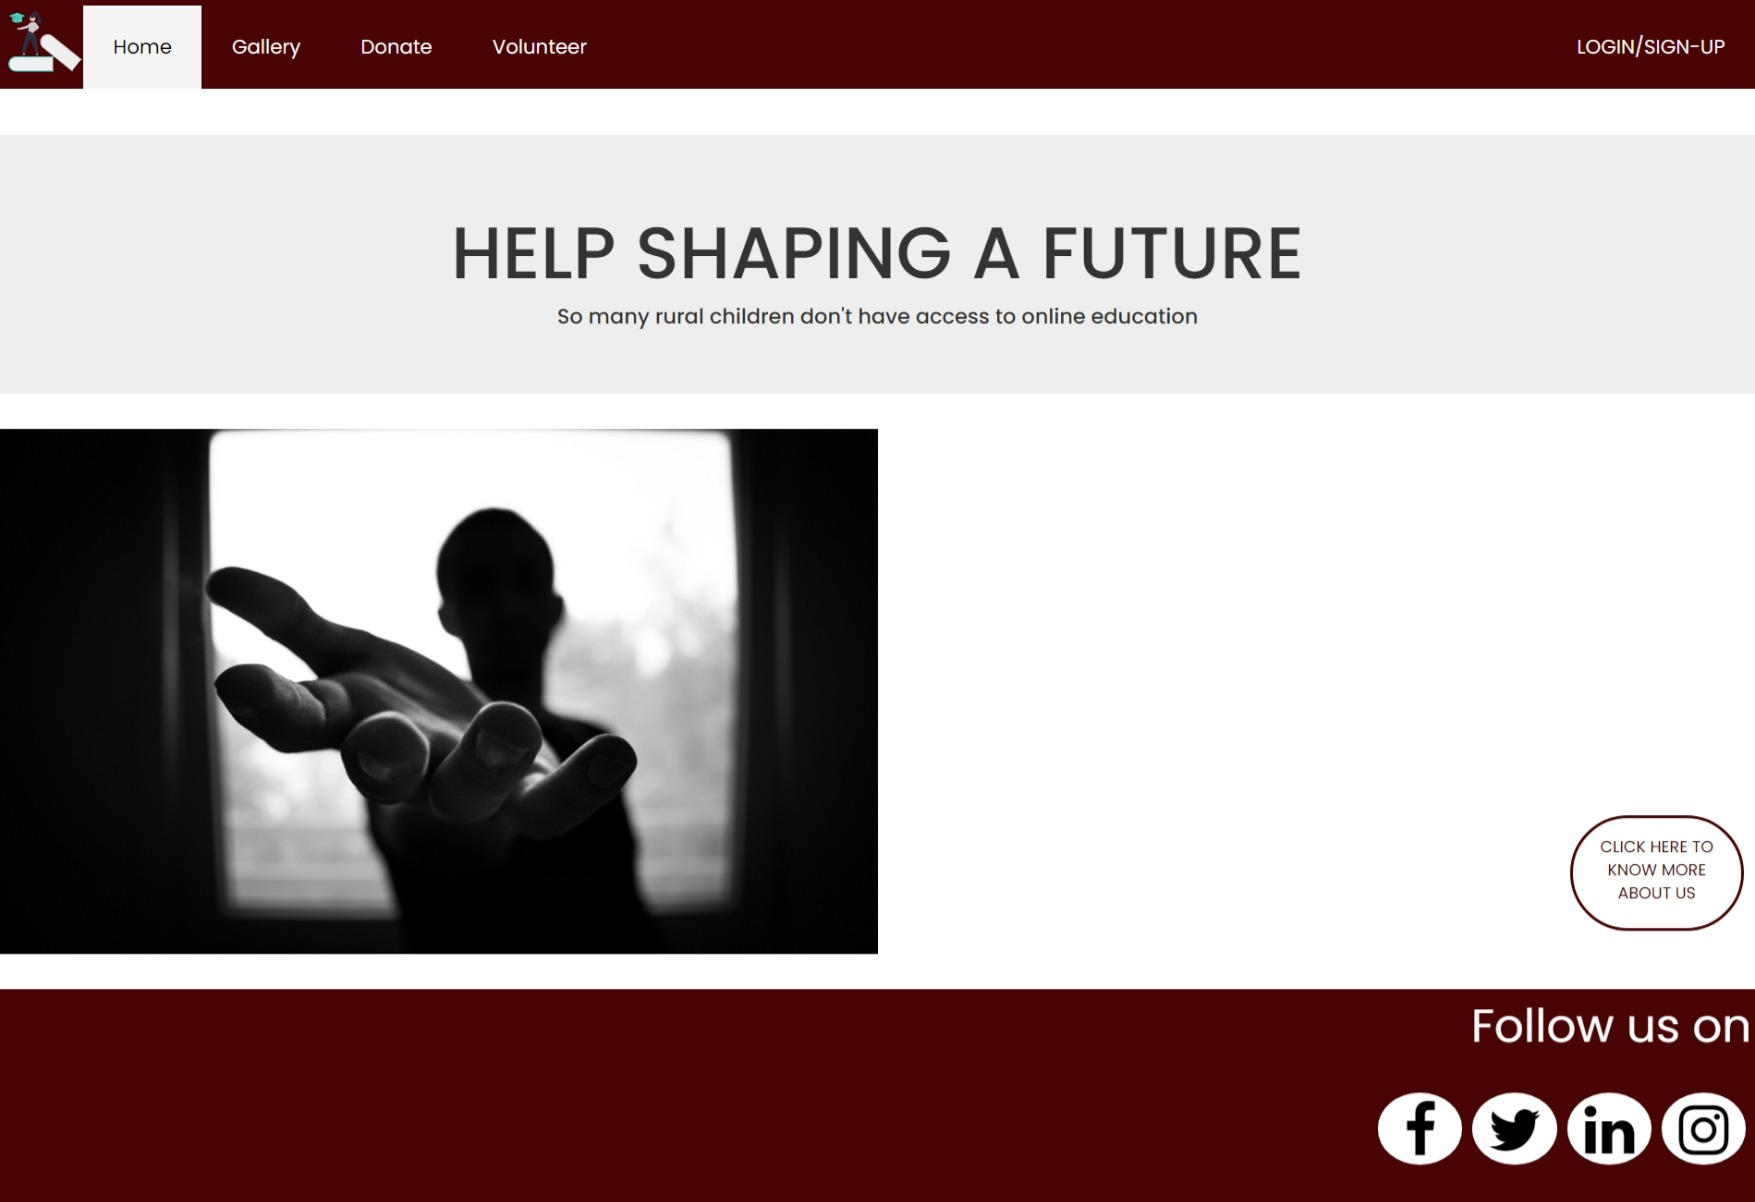 Home Gallery Donate Volunteer LOGIN/SIGN-UP
HELP SHAPING A FUTURE
So many rural children don't have access to online education
CLICK HERE TO
KNOW MORE
ABOUT US
Follow us on